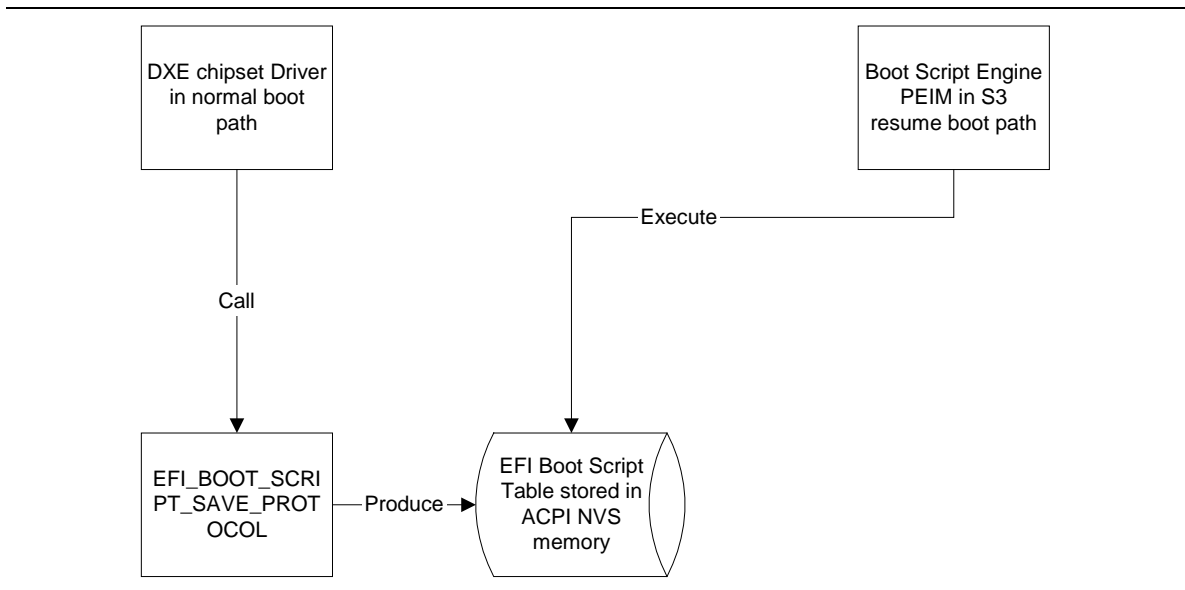 DXE chipset Driver
in normal boot
path
Boot Script Engine
PEIM in S3
resume boot path
Execute
Call
EFI_BOOT_SCRI
PT_SAVE_PROT
OCOL
Produce
EFI Boot Script
Table stored in
ACPI NVS
memory